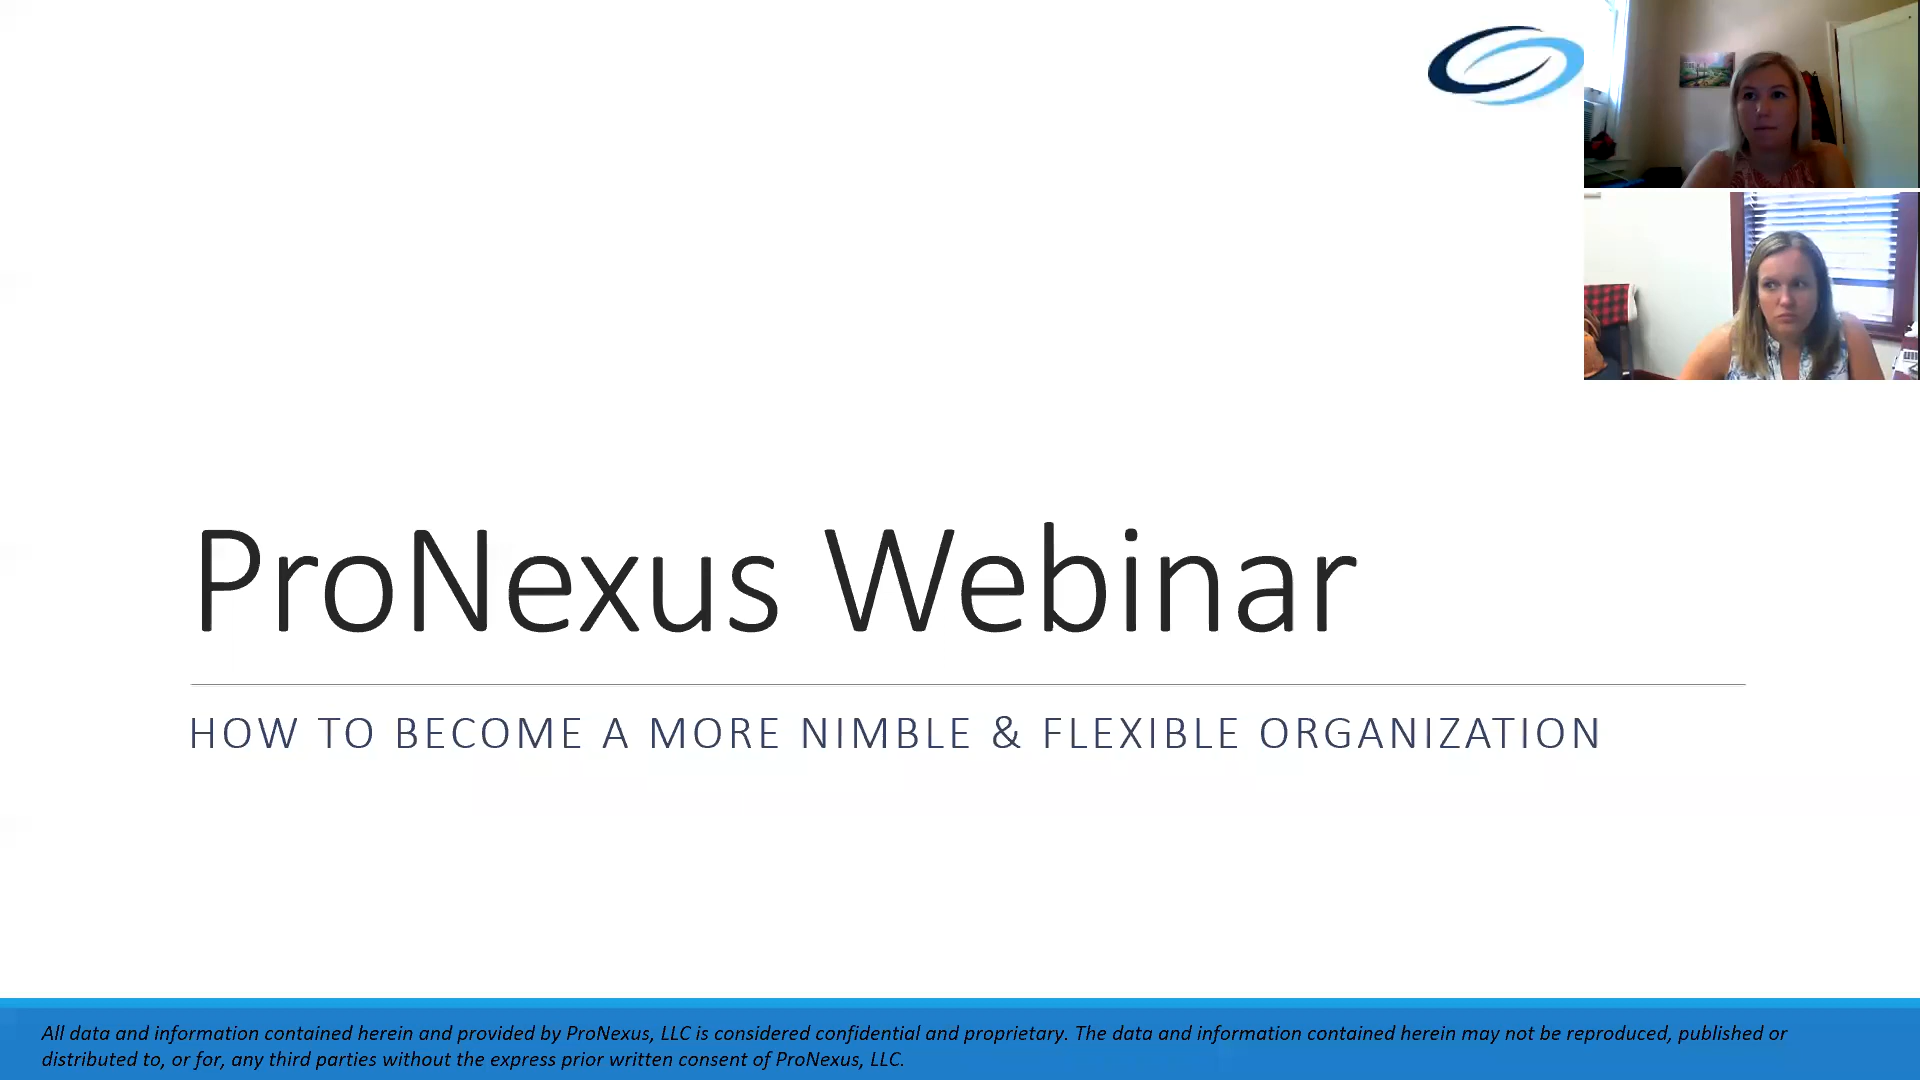 ProNexus Webinar
HOW TO BECOME A MORE NIMBLE & FLEXIBLE ORGANIZATION
All data and information contained herein and provided by ProNexus, LLC is considered confidential and proprietary. The data and information contained herein may not be reproduced, published or
distributed to, or for, any third parties without the express prior written consent of ProNexus, LLC.